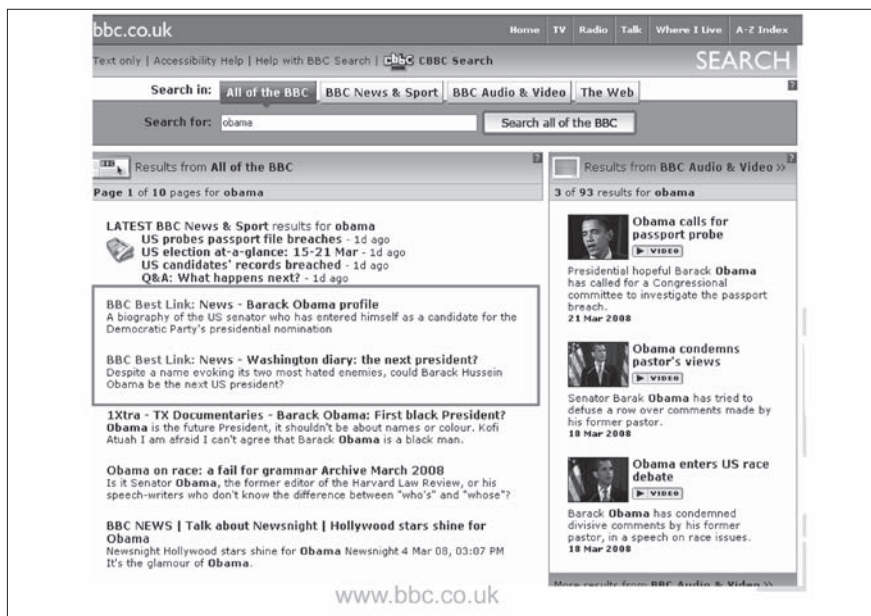 bbc.co.uk
Home TV Radio Talk Where I Live A-Z Index
Text only | Accessibility Help | Help with BBC Search | cbbc CBBC Search
SEARCH
Search in: All of the BBC BBC News & Sport BBC Audio & Video The Web ?
Search for: obama Search all of the BBC
Results from All of the BBC ?
Page 1 of 10 pages for obama
LATEST BBC News & Sport results for obama
US probes passport file breaches - 1d ago
US election at-a-glance: 15-21 Mar - 1d ago
US candidates' records breached - 1d ago
Q&A: What happens next? - 1d ago
BBC Best Link: News - Barack Obama profile
A biography of the US senator who has entered himself as a candidate for the
Democratic Party's presidential nomination
BBC Best Link: News - Washington diary: the next president?
Despite a name evoking its two most hated enemies, could Barack Hussein
Obama be the next US president?
1Xtra - TX Documentaries - Barack Obama: First black President?
Obama is the future President, it shouldn't be about names or colour. Kofi
Atuah I am afraid I can't agree that Barack Obama is a black man.
Obama on race: a fail for grammar Archive March 2008
Is it Senator Obama, the former editor of the Harvard Law Review, or his
speech-writers who don't know the difference between "who's" and "whose"?
BBC NEWS | Talk about Newsnight | Hollywood stars shine for
Obama
Newsnight Hollywood stars shine for Obama Newsnight 4 Mar 08, 03:07 PM
It's the glamour of Obama.
Results from BBC Audio & Video >> ?
3 of 93 results for obama
Obama calls for
passport probe
VIDEO
Presidential hopeful Barack Obama
has called for a Congressional
committee to investigate the passport
breach.
21 Mar 2008
Obama condemns
pastor's views
VIDEO
Senator Barak Obama has tried to
defuse a row over comments made by
his former pastor.
18 Mar 2008
Obama enters US race
debate
VIDEO
Barack Obama has condemned
divisive comments by his former
pastor, in a speech on race issues.
18 Mar 2008
More results from BBC Audio & Video >>
www.bbc.co.uk